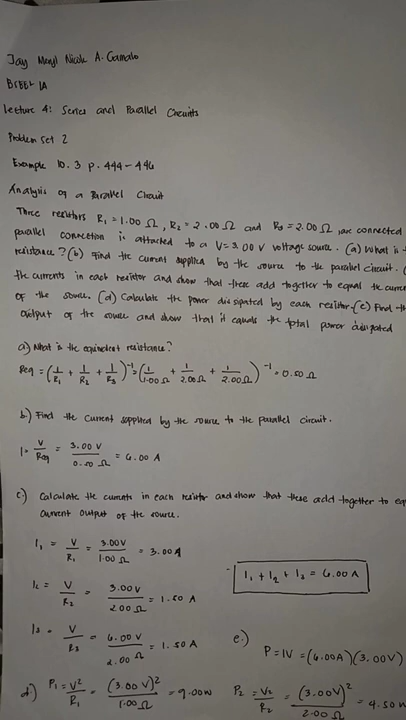 Jay Meryl Nicole A. Gamalo
BSEE 1A
Lecture 4: Series and Parallel Circuits
Problem Set 2
Example 10.3 p. 444-446
Analysis of a Parallel Circuit
Three resistors R₁ = 1.00 Ω, R₂ = 2.00 Ω and R₃ = 2.00 Ω, are connected
parallel connection is attached to a V = 3.00 V voltage source. (a) What is
resistance? (b) Find the current supplied by the source to the parallel circuit. (
the currents in each resistor and show that these add together to equal the
of the source. (d) Calculate the power dissipated by each resistor. (e) Find
output of the source and show that it equals the total power dissipated
a) What is the equivalent resistance?
Req = (1/R₁ + 1/R₂ + 1/R₃)⁻¹ = (1/1.00 Ω + 1/2.00 Ω + 1/2.00 Ω)⁻¹ = 0.50 Ω
b.) Find the current supplied by the source to the parallel circuit.
I = V/Req = 3.00 V/0.50 Ω = 6.00 A
c.) Calculate the currents in each resistor and show that these add together to
current output of the source.
I₁ = V/R₁ = 3.00V/1.00 Ω = 3.00 A
I₁ + I₂ + I₃ = 6.00 A
I₂ = V/R₂ = 3.00 V/2.00 Ω = 1.50 A
I₃ = V/R₃ = 6.00 V/2.00 Ω = 1.50 A
e.)
P = IV = (6.00A)(3.00V)
d) P₁ = V²/R₁ = (3.00 V)²/1.00 Ω = 9.00W P₂ = V²/R₂ = (3.00V)²/2.00 Ω = 4.50 W